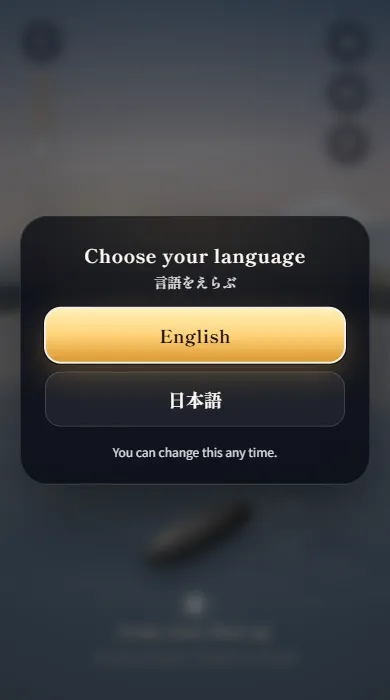 Choose your language
言語をえらぶ
English
日本語
You can change this any time.